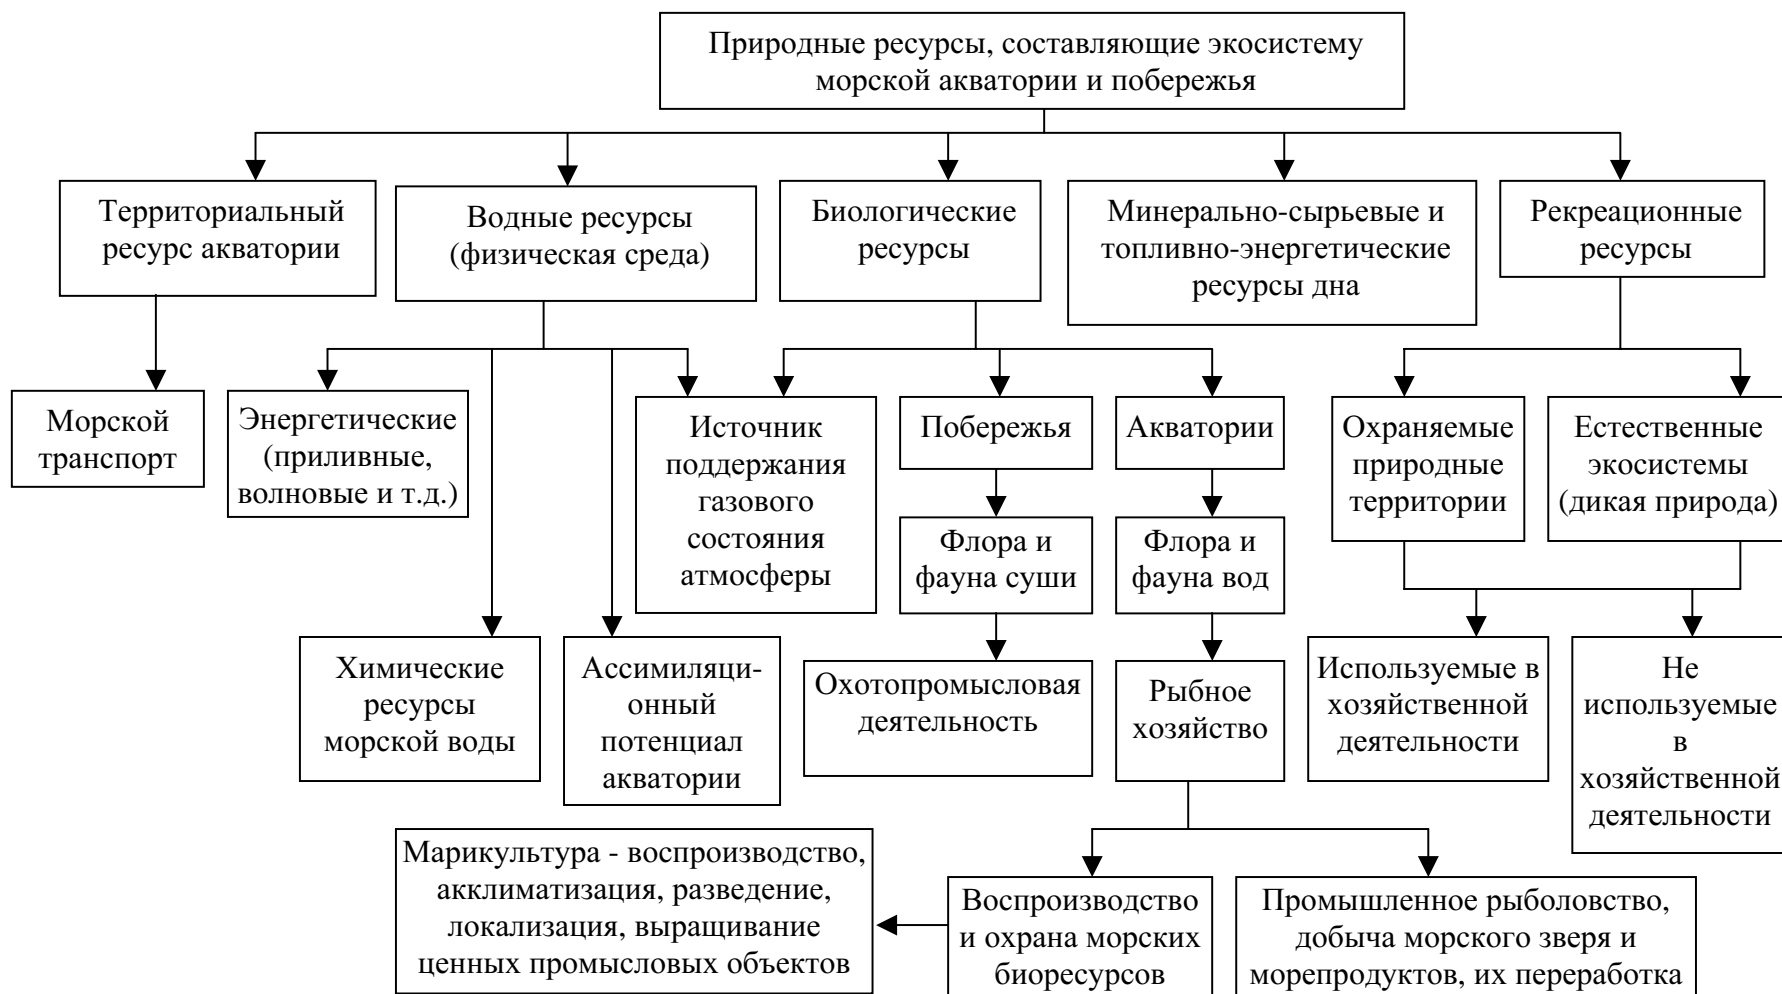 Природные ресурсы, составляющие экосистему
морской акватории и побережья
Территориальный
ресурс акватории
Водные ресурсы
(физическая среда)
Биологические
ресурсы
Минерально-сырьевые и
топливно-энергетические
ресурсы дна
Рекреационные
ресурсы
Морской
транспорт
Энергетические
(приливные,
волновые и т.д.)
Источник
поддержания
газового
состояния
атмосферы
Побережья
Акватории
Охраняемые
природные
территории
Естественные
экосистемы
(дикая природа)
Флора и
фауна суши
Флора и
фауна вод
Химические
ресурсы
морской воды
Ассимиляци-
онный
потенциал
акватории
Охотопромысловая
деятельность
Рыбное
хозяйство
Используемые в
хозяйственной
деятельности
Не
используемые
в
хозяйственной
деятельности
Марикультура - воспроизводство,
акклиматизация, разведение,
локализация, выращивание
ценных промысловых объектов
Воспроизводство
и охрана морских
биоресурсов
Промышленное рыболовство,
добыча морского зверя и
морепродуктов, их переработка